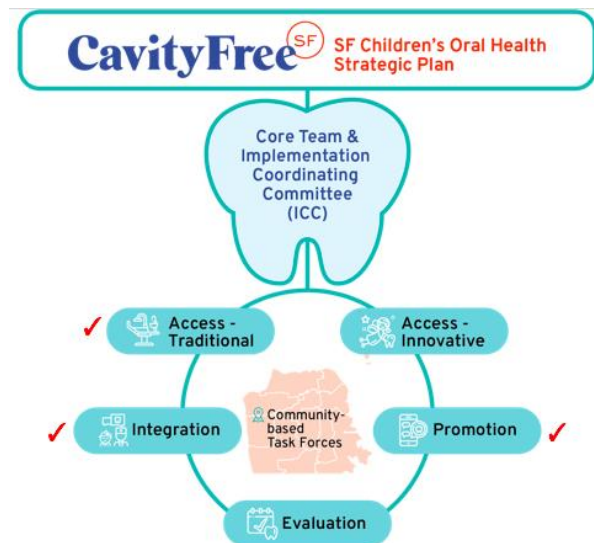 CavityFree SF
SF Children's Oral Health
Strategic Plan
Core Team &
Implementation
Coordinating
Committee
(ICC)
Access -
Traditional
Access -
Innovative
Integration
Community-
based
Task Forces
Promotion
Evaluation